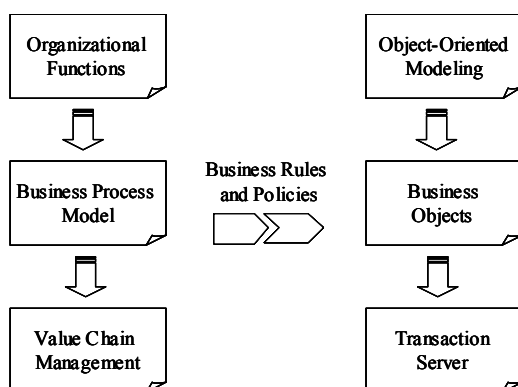 Organizational
Functions
Object-Oriented
Modeling
Business Process
Model
Business Rules
and Policies
Business
Objects
Value Chain
Management
Transaction
Server